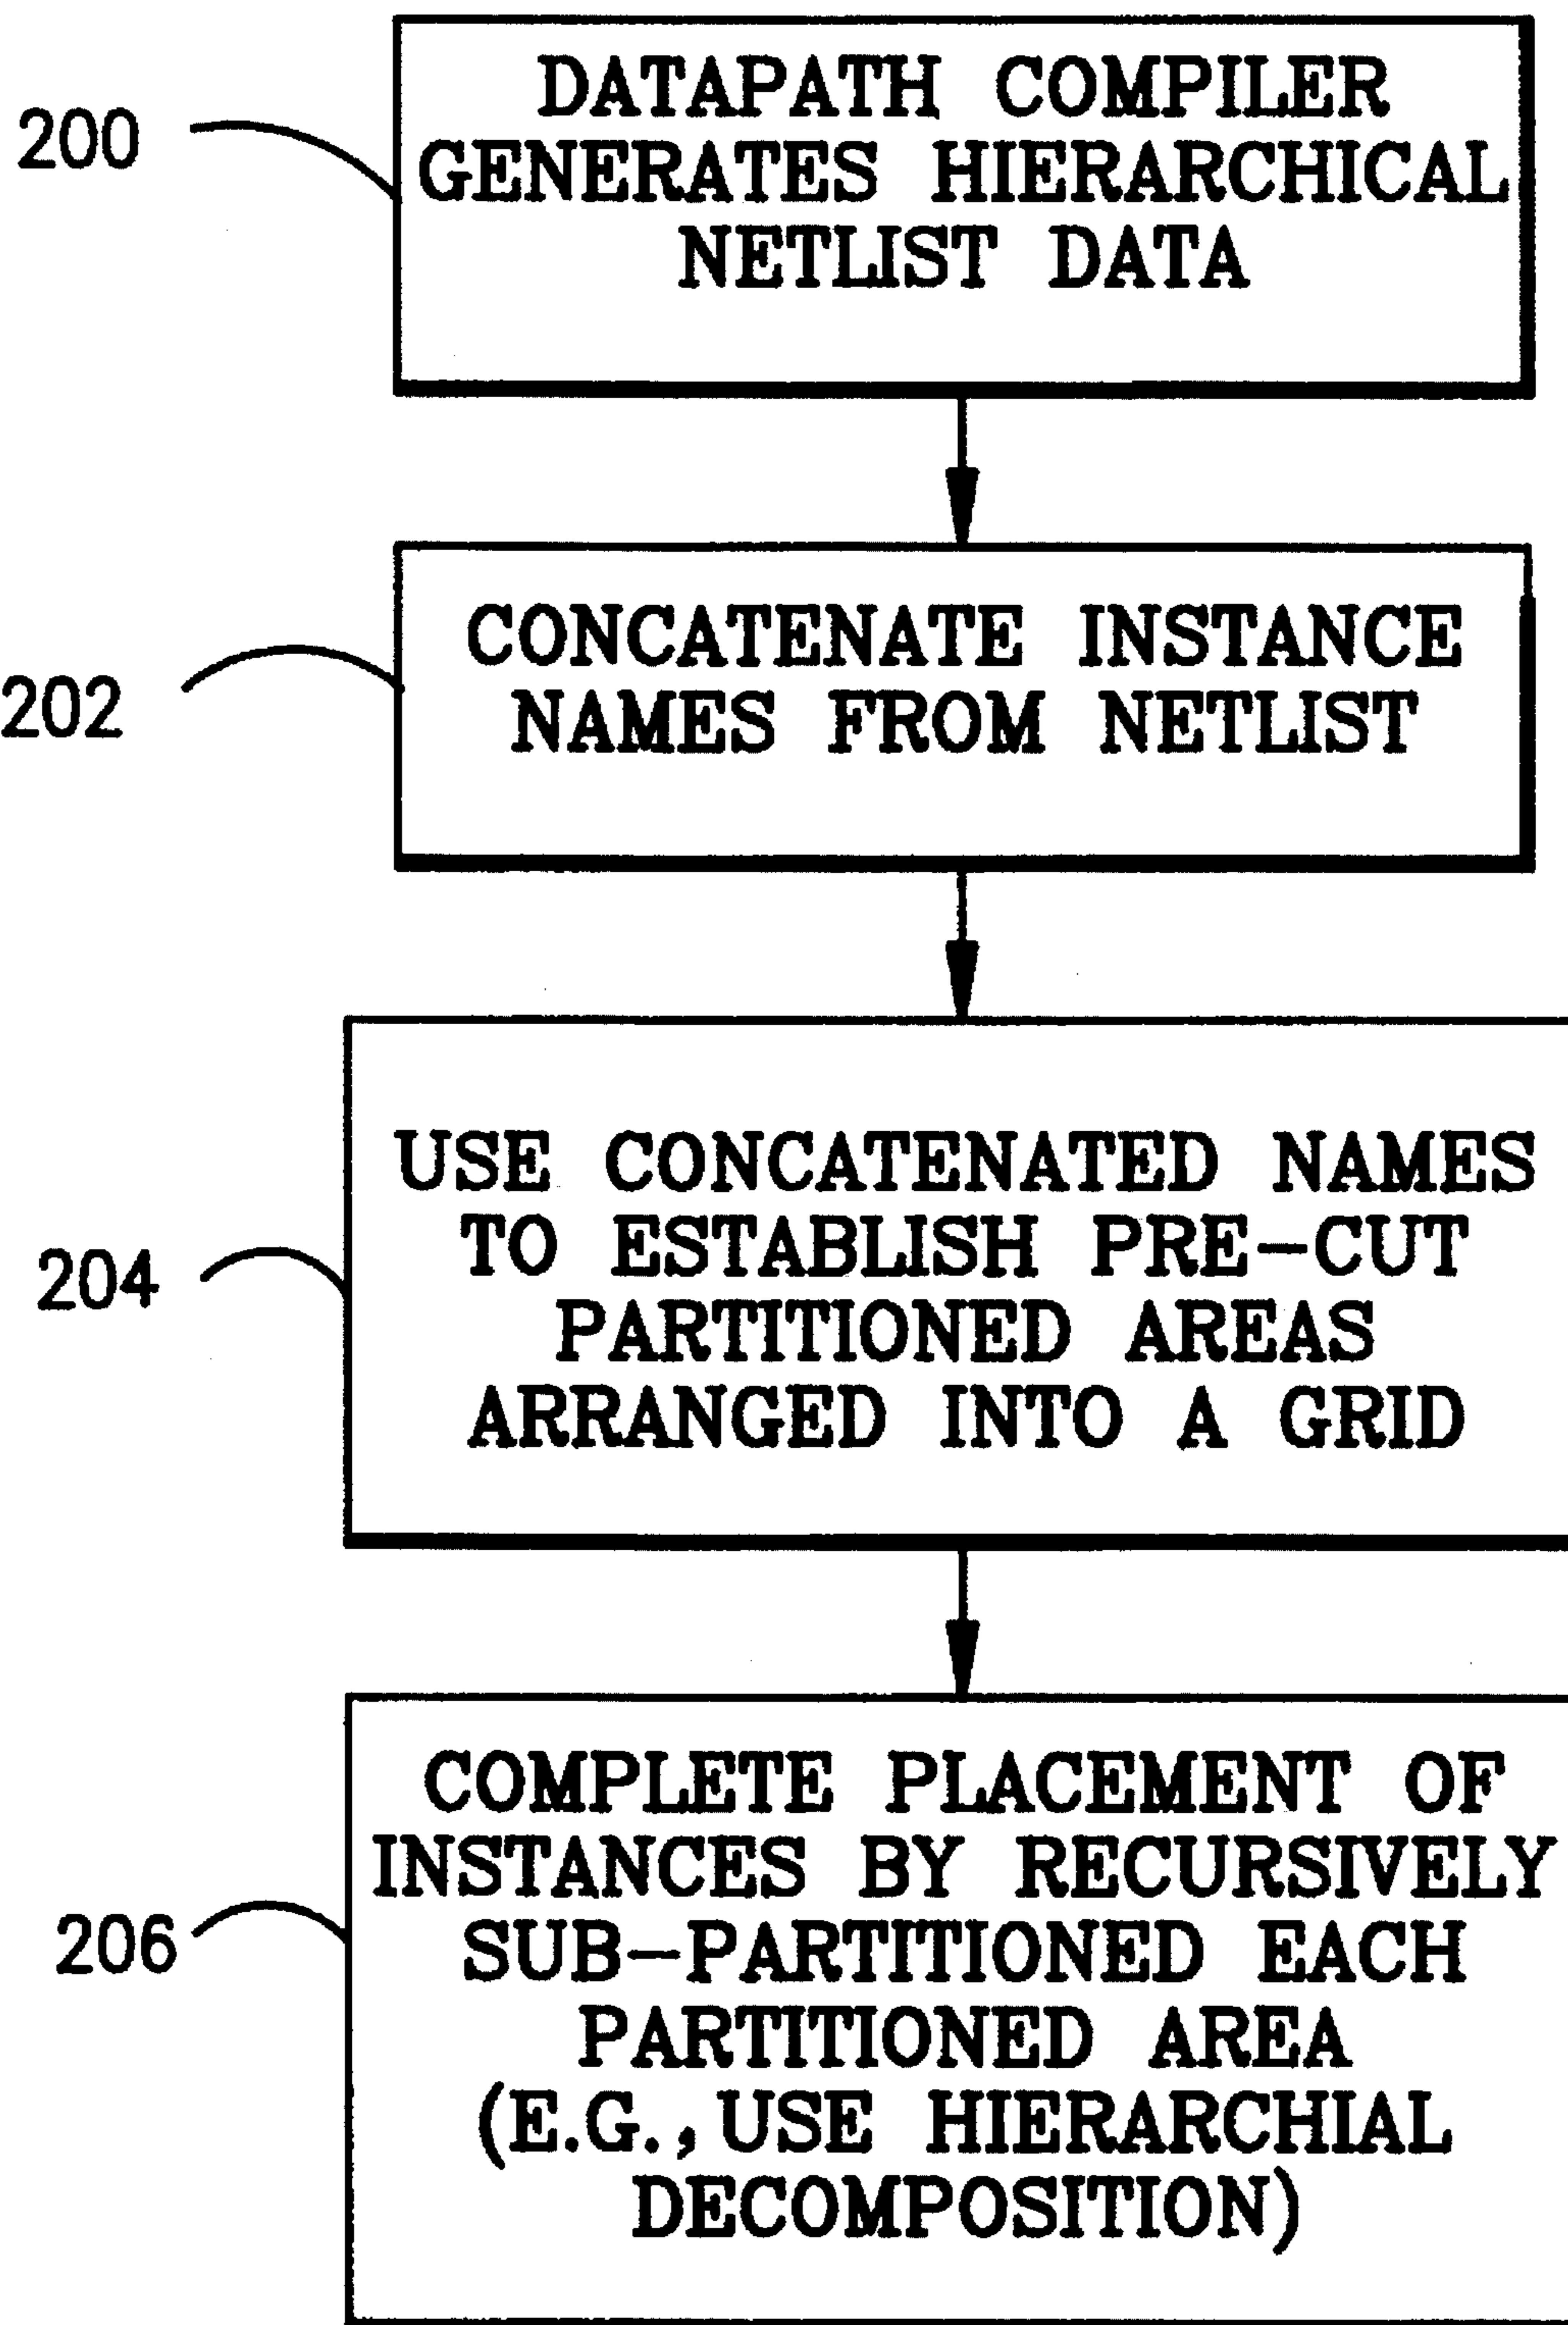 200
DATAPATH COMPILER
GENERATES HIERARCHICAL
NETLIST DATA
202
CONCATENATE INSTANCE
NAMES FROM NETLIST
204
USE CONCATENATED NAMES
TO ESTABLISH PRE-CUT
PARTITIONED AREAS
ARRANGED INTO A GRID
206
COMPLETE PLACEMENT OF
INSTANCES BY RECURSIVELY
SUB-PARTITIONED EACH
PARTITIONED AREA
(E.G., USE HIERARCHIAL
DECOMPOSITION)